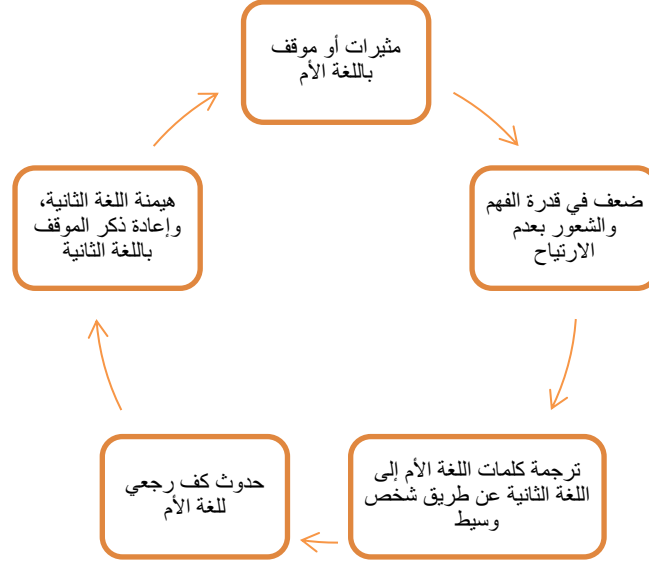 مثيرات أو موقف
باللغة الأم
ضعف في قدرة الفهم
والشعور بعدم
الارتياح
ترجمة كلمات اللغة الأم إلى
اللغة الثانية عن طريق شخص
وسيط
حدوث كف رجعي
للغة الأم
هيمنة اللغة الثانية،
وإعادة ذكر الموقف
باللغة الثانية